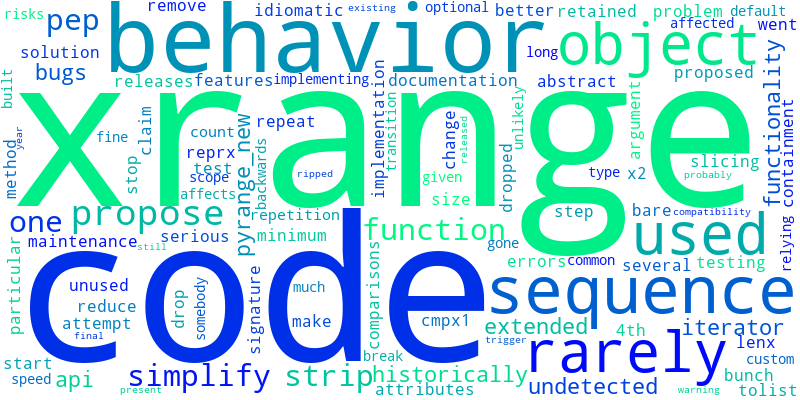 risks
pep
remove
idiomatic
existing
optional
better
retained
problem
default
affected
went
behavior
object
solution
bugs
releases
features
implementing
documentation
abstract
proposed
built
xrange
functionality
containment
long
method
fine
stop
claim
count
test
reprx
scope
affects
repeat
pyrange_new
backwards
implementation
transition
change
given
size
released
ripped
unlikely
dropped
argument
type
x2
slicing
step
probably
year
one
propose
repetition
minimum
function
comparisons
gone
errors
common
bare
compatibility
used
relying
maintenance
still
serious
several
testing
particular
code
sequence
unused
reduce
attempt
drop
somebody
signature
much
make
cmpx1
extended
4th
iterator
lenx
final
break
trigger
rarely
custom
bunch
start
speed
api
simplify
strip
historically
attributes
undetected
tolist
present
warning